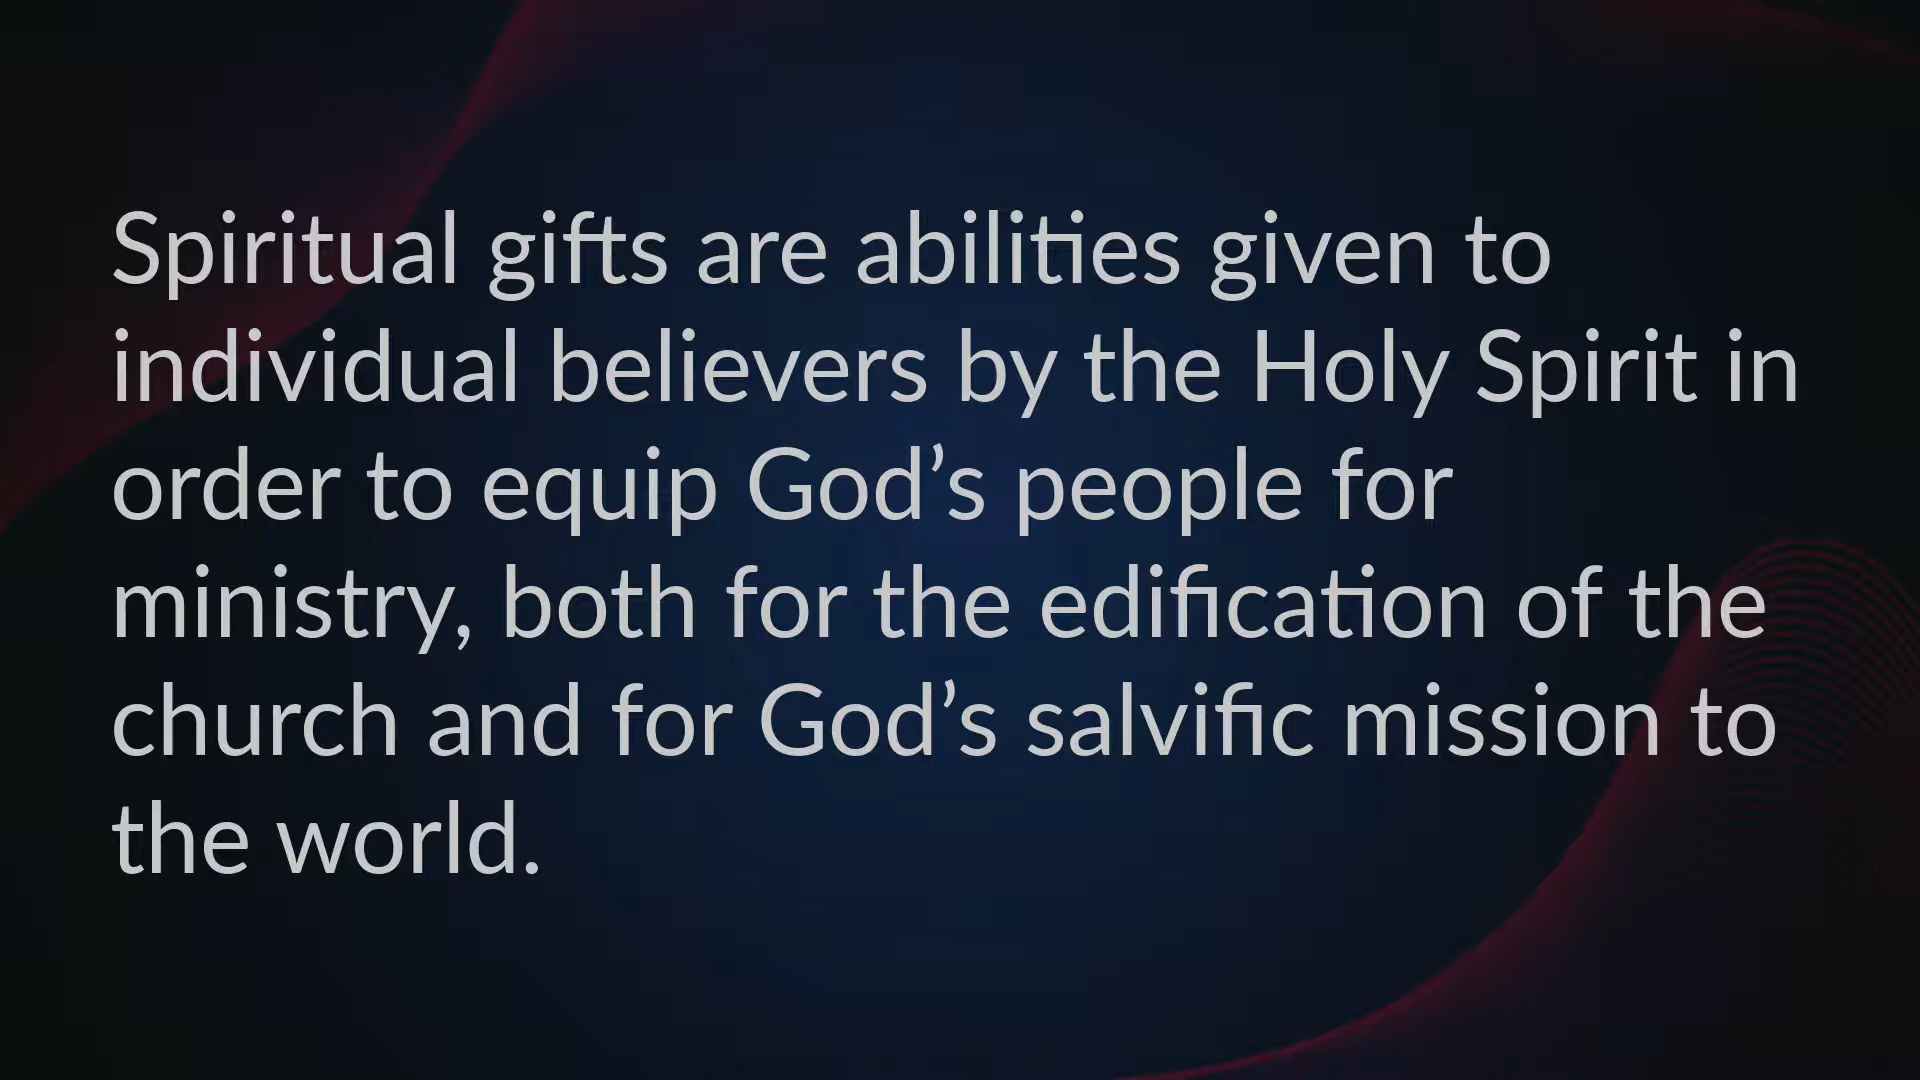 Spiritual gifts are abilities given to
individual believers by the Holy Spirit in
order to equip God’s people for
ministry, both for the edification of the
church and for God’s salvific mission to
the world.